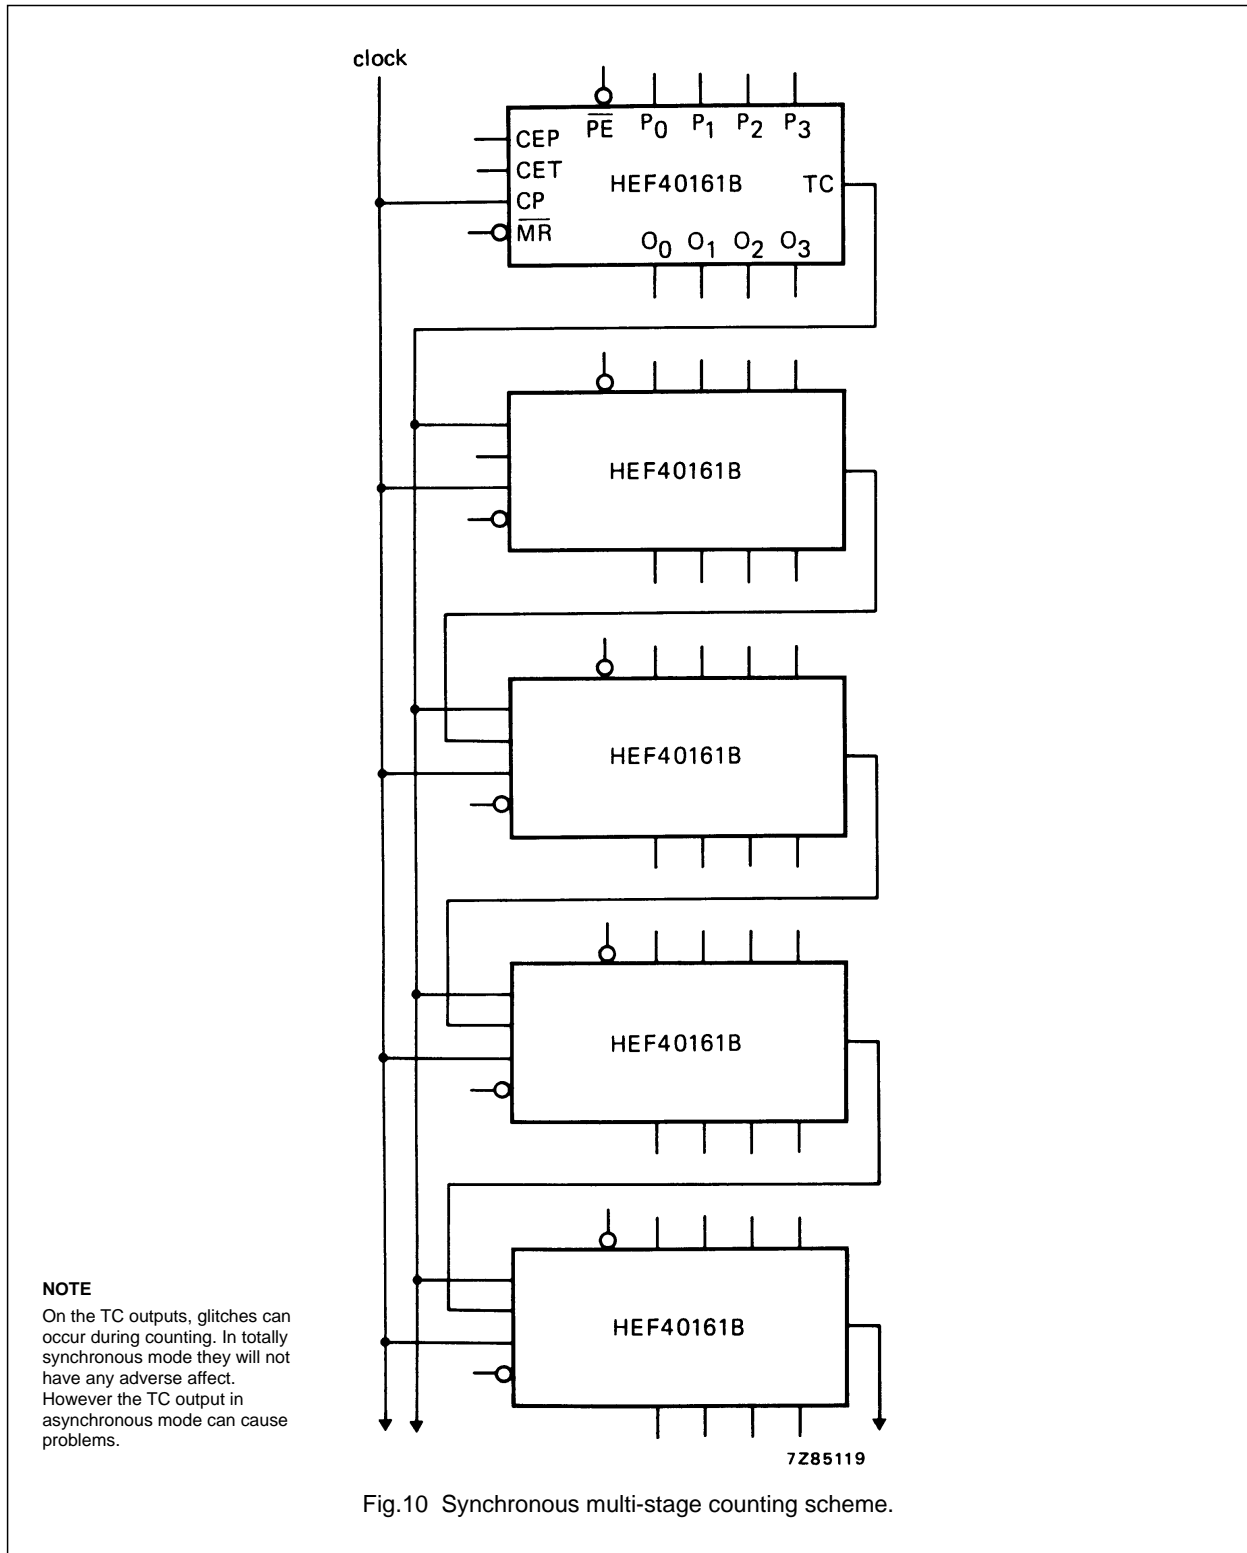 clock
PE P0 P1 P2 P3
CEP
CET
HEF40161B TC
CP
MR
O0 O1 O2 O3
HEF40161B
HEF40161B
HEF40161B
HEF40161B
NOTE
On the TC outputs, glitches can
occur during counting. In totally
synchronous mode they will not
have any adverse affect.
However the TC output in
asynchronous mode can cause
problems.
7Z85119
Fig.10 Synchronous multi-stage counting scheme.